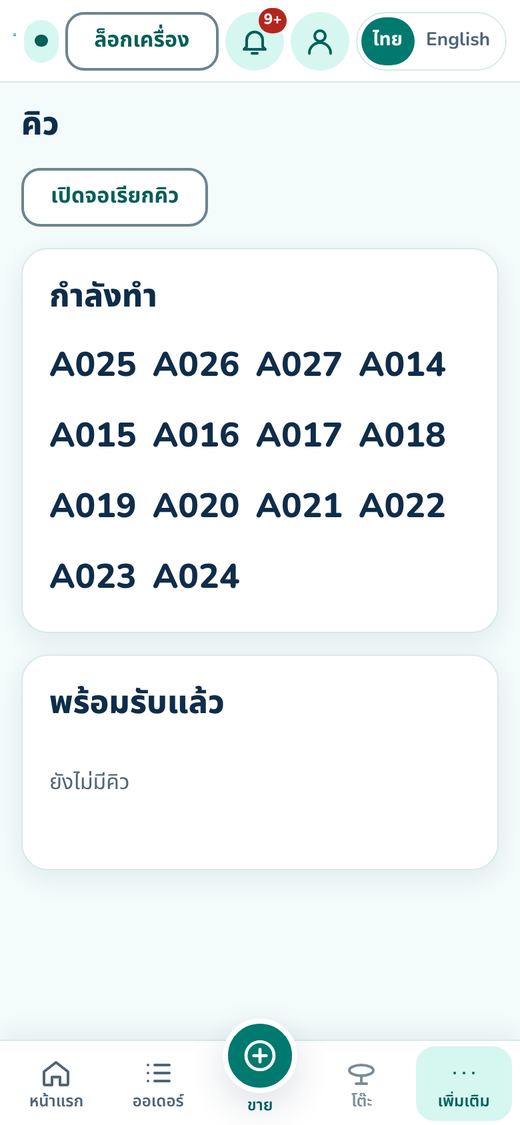 ล็อกเครื่อง
9+
ไทย English
คิว
เปิดจอเรียกคิว
กำลังทำ
A025 A026 A027 A014
A015 A016 A017 A018
A019 A020 A021 A022
A023 A024
พร้อมรับแล้ว
ยังไม่มีคิว
หน้าแรก ออเดอร์ ขาย โต๊ะ เพิ่มเติม